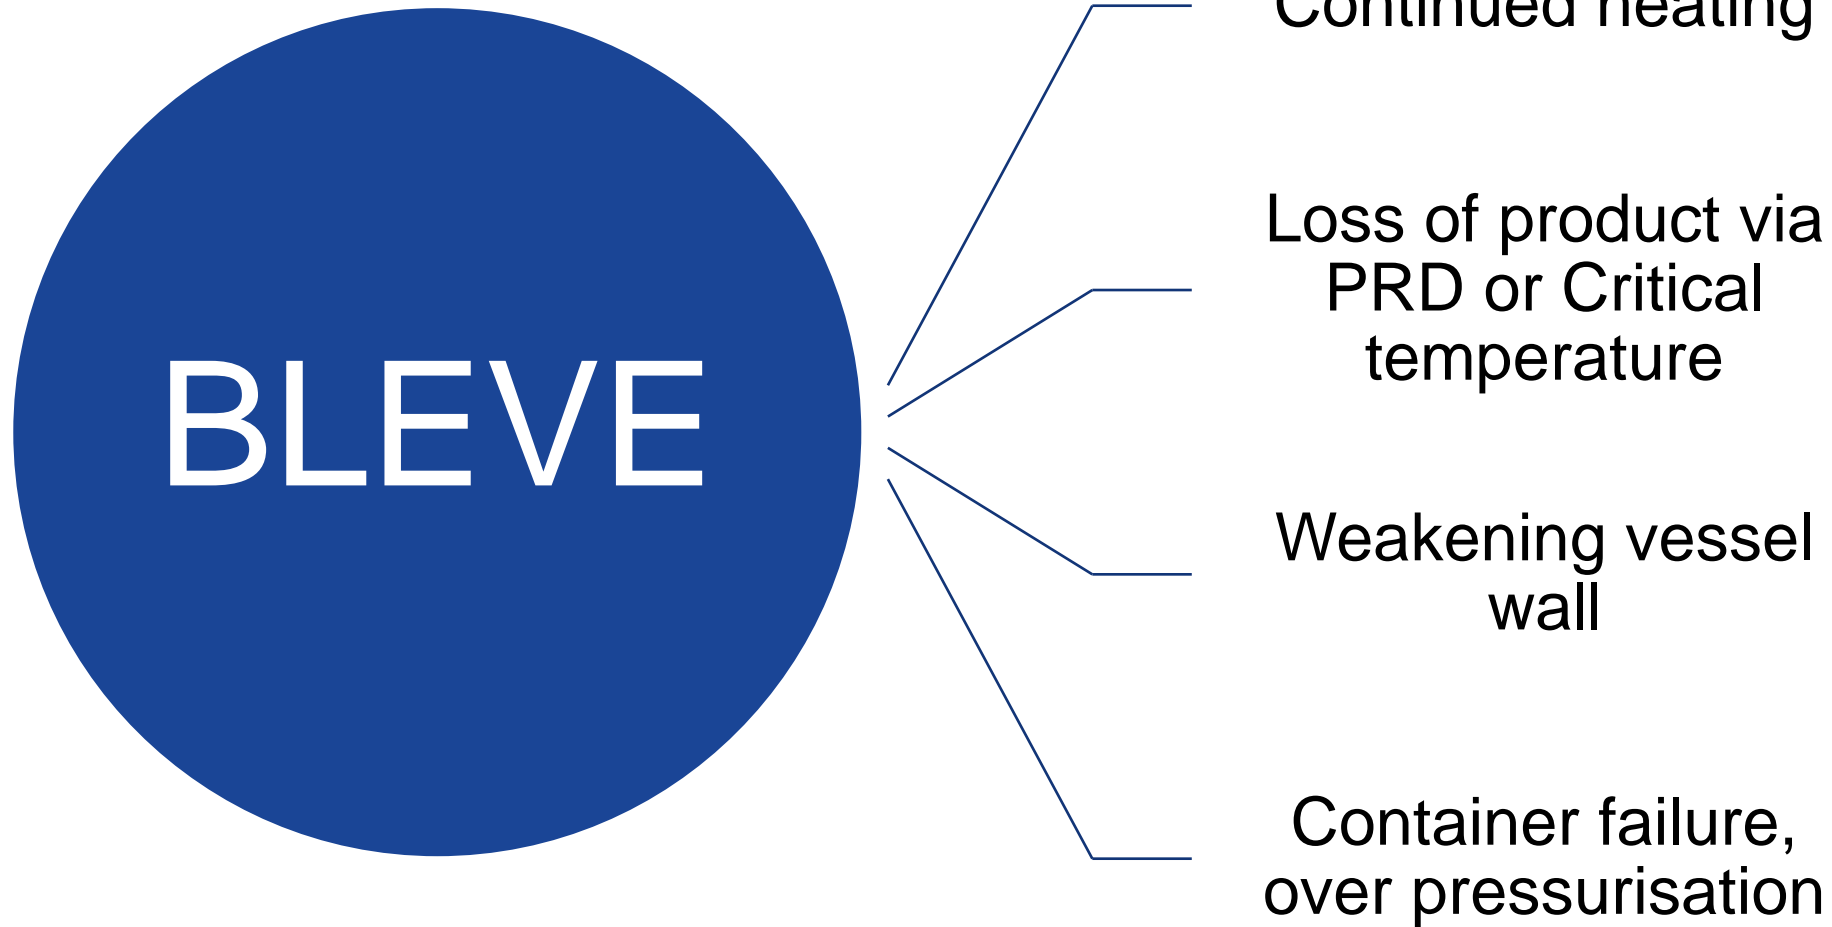 BLEVE
Continued heating
Loss of product via
PRD or Critical
temperature
Weakening vessel
wall
Container failure,
over pressurisation